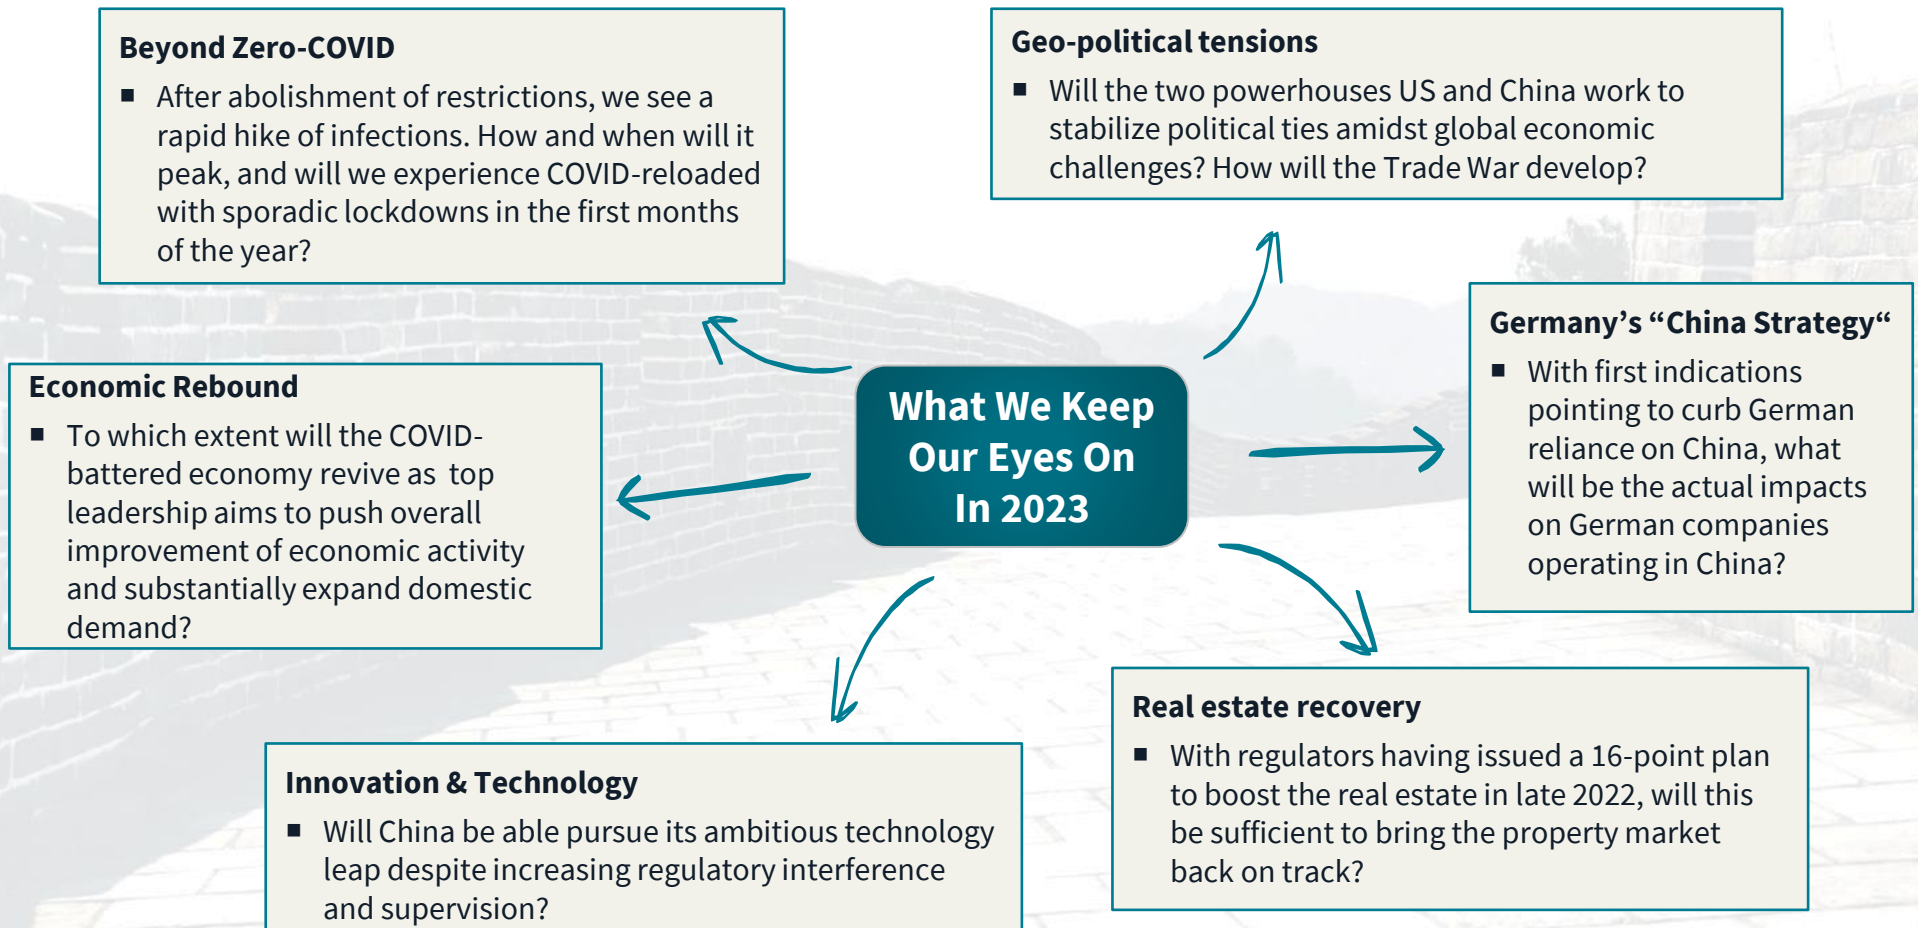 Beyond Zero-COVID
■ After abolishment of restrictions, we see a
rapid hike of infections. How and when will it
peak, and will we experience COVID-reloaded
with sporadic lockdowns in the first months
of the year?
Geo-political tensions
■ Will the two powerhouses US and China work to
stabilize political ties amidst global economic
challenges? How will the Trade War develop?
Economic Rebound
■ To which extent will the COVID-
battered economy revive as  top
leadership aims to push overall
improvement of economic activity
and substantially expand domestic
demand?
What We Keep
Our Eyes On
In 2023
Germany’s “China Strategy“
■ With first indications
pointing to curb German
reliance on China, what
will be the actual impacts
on German companies
operating in China?
Innovation & Technology
■ Will China be able pursue its ambitious technology
leap despite increasing regulatory interference
and supervision?
Real estate recovery
■ With regulators having issued a 16-point plan
to boost the real estate in late 2022, will this
be sufficient to bring the property market
back on track?